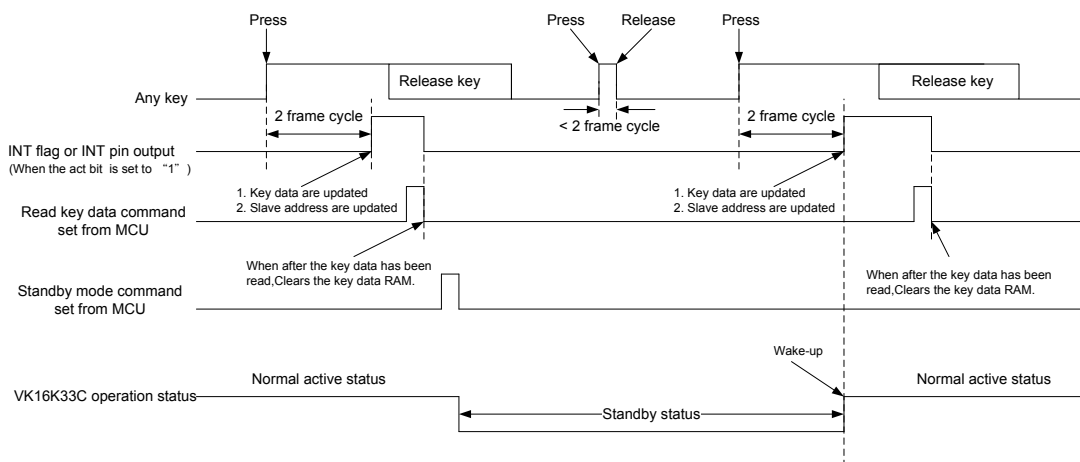 Press
Press
Release
Press
Any key
Release key
Release key
2 frame cycle
< 2 frame cycle
2 frame cycle
INT flag or INT pin output
(When the act bit is set to “1”)
1. Key data are updated
2. Slave address are updated
1. Key data are updated
2. Slave address are updated
Read key data command
set from MCU
When after the key data has been
read,Clears the key data RAM.
When after the key data has been
read,Clears the key data RAM.
Standby mode command
set from MCU
Wake-up
Normal active status
Normal active status
VK16K33C operation status
Standby status